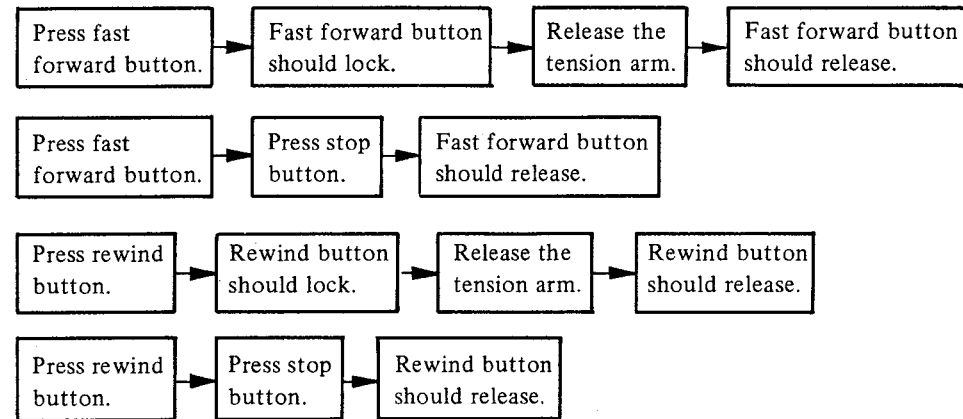 Press fast
forward button.
Fast forward button
should lock.
Release the
tension arm.
Fast forward button
should release.
Press fast
forward button.
Press stop
button.
Fast forward button
should release.
Press rewind
button.
Rewind button
should lock.
Release the
tension arm.
Rewind button
should release.
Press rewind
button.
Press stop
button.
Rewind button
should release.